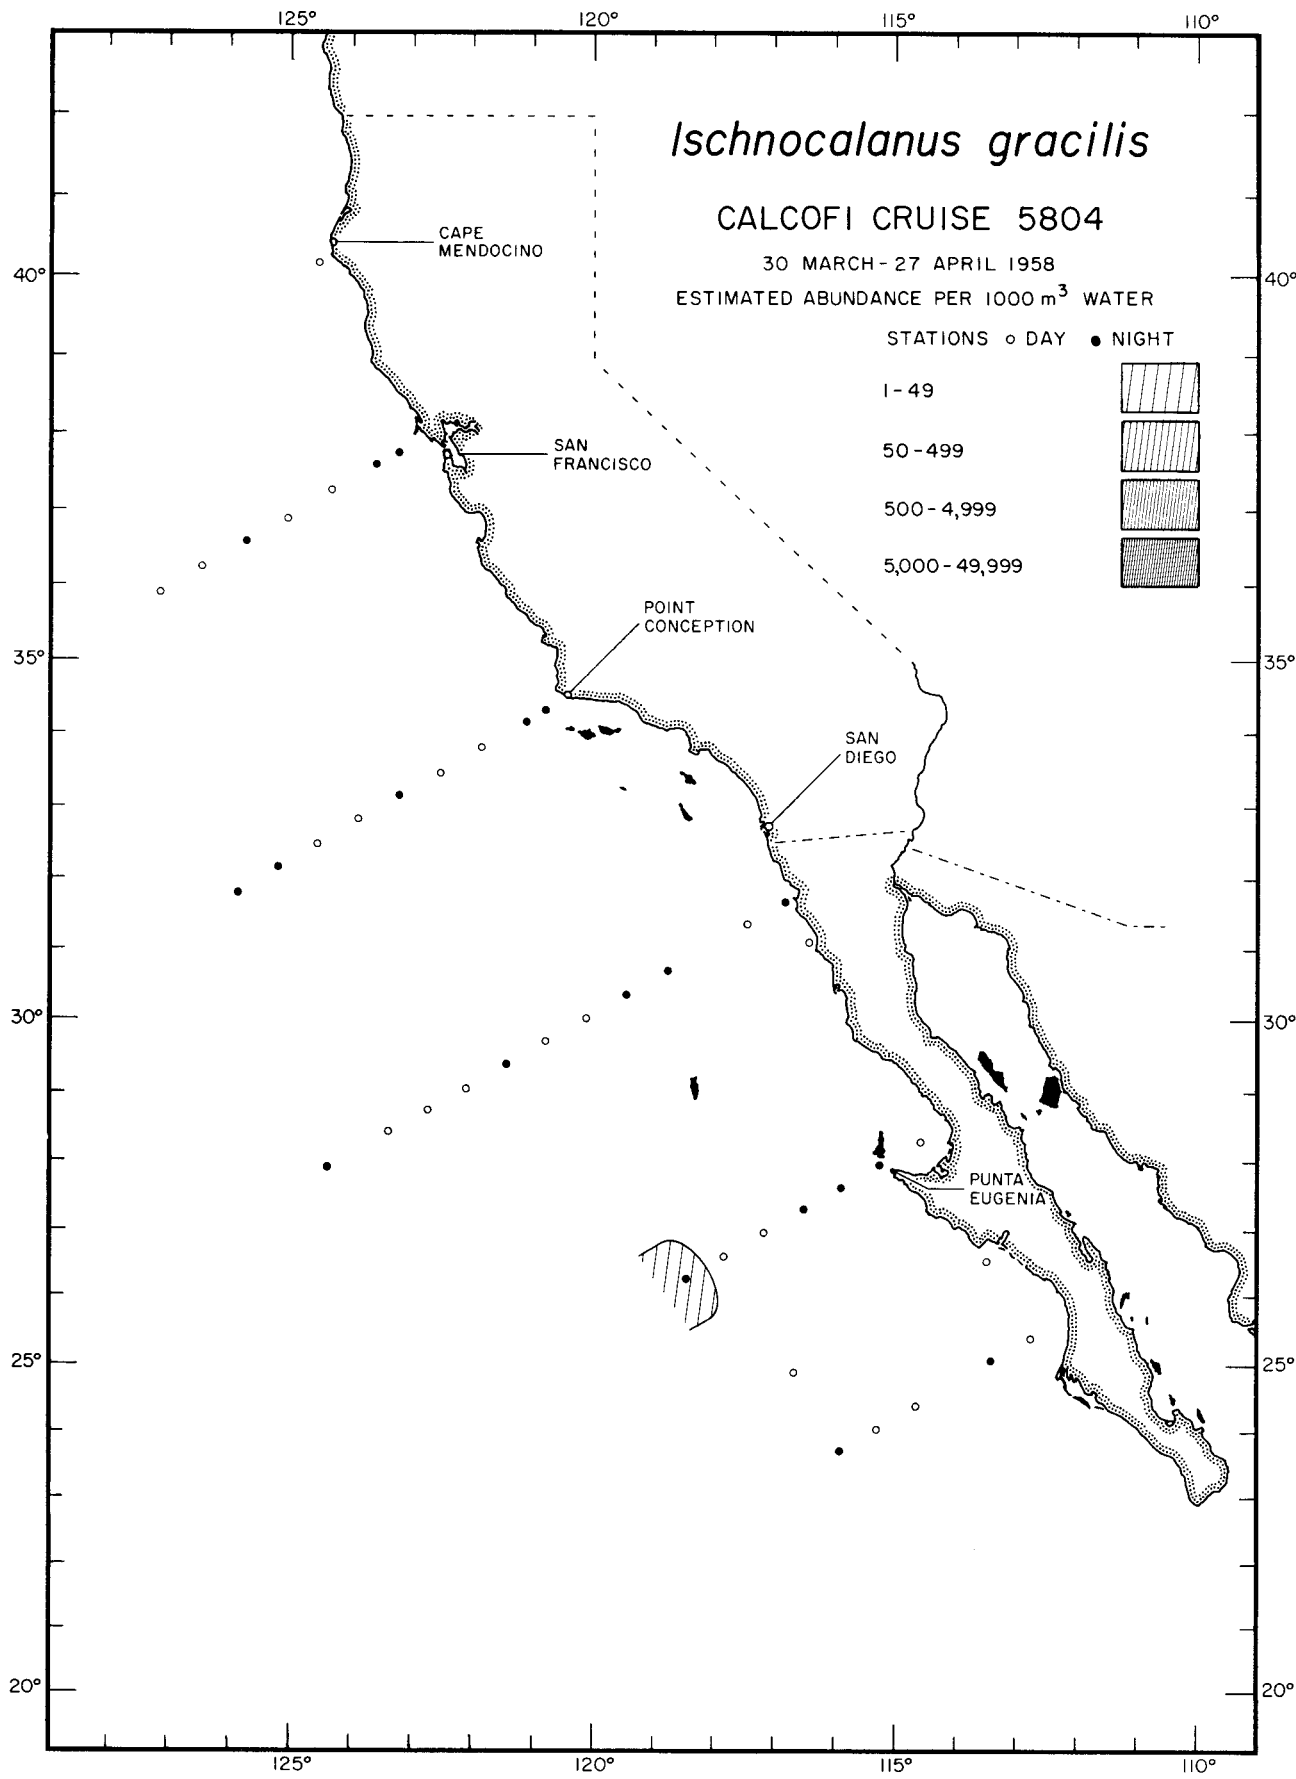 125° 120° 115° 110°
Ischnocalanus gracilis
CALCOFI CRUISE 5804
30 MARCH - 27 APRIL 1958
ESTIMATED ABUNDANCE PER 1000 m³ WATER
STATIONS ○ DAY ● NIGHT
1 - 49
50 - 499
500 - 4,999
5,000 - 49,999
CAPE
MENDOCINO
40° 40°
SAN
FRANCISCO
POINT
CONCEPTION
35° 35°
SAN
DIEGO
30° 30°
PUNTA
EUGENIA
25° 25°
20° 20°
125° 120° 115° 110°